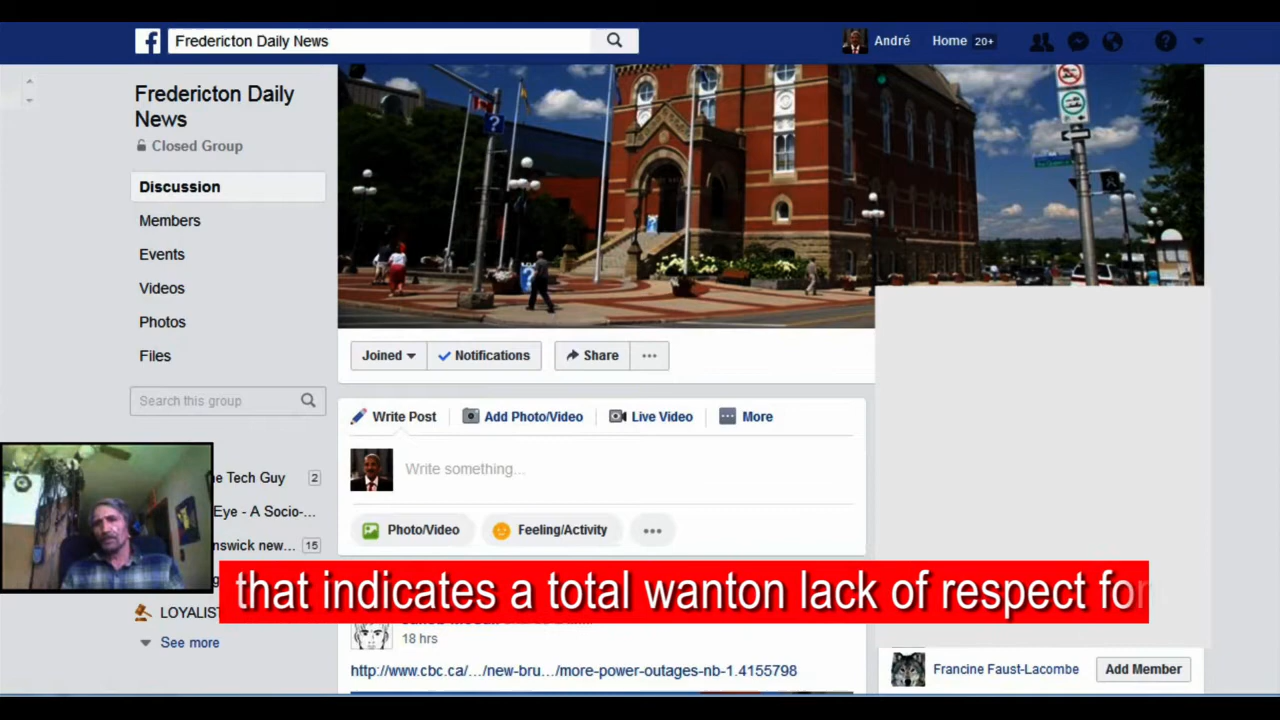 Fredericton Daily News
André
Home 20+
Fredericton Daily
News
Closed Group
Discussion
Members
Events
Videos
Photos
Files
Search this group
Joined
Notifications
Share
Write Post
Add Photo/Video
Live Video
More
Write something...
Photo/Video
Feeling/Activity
e Tech Guy 2
Eye - A Socio-...
nswick new... 15
LOYALIST
See more
that indicates a total wanton lack of respect for
18 hrs
http://www.cbc.ca/.../new-bru.../more-power-outages-nb-1.4155798
Francine Faust-Lacombe
Add Member